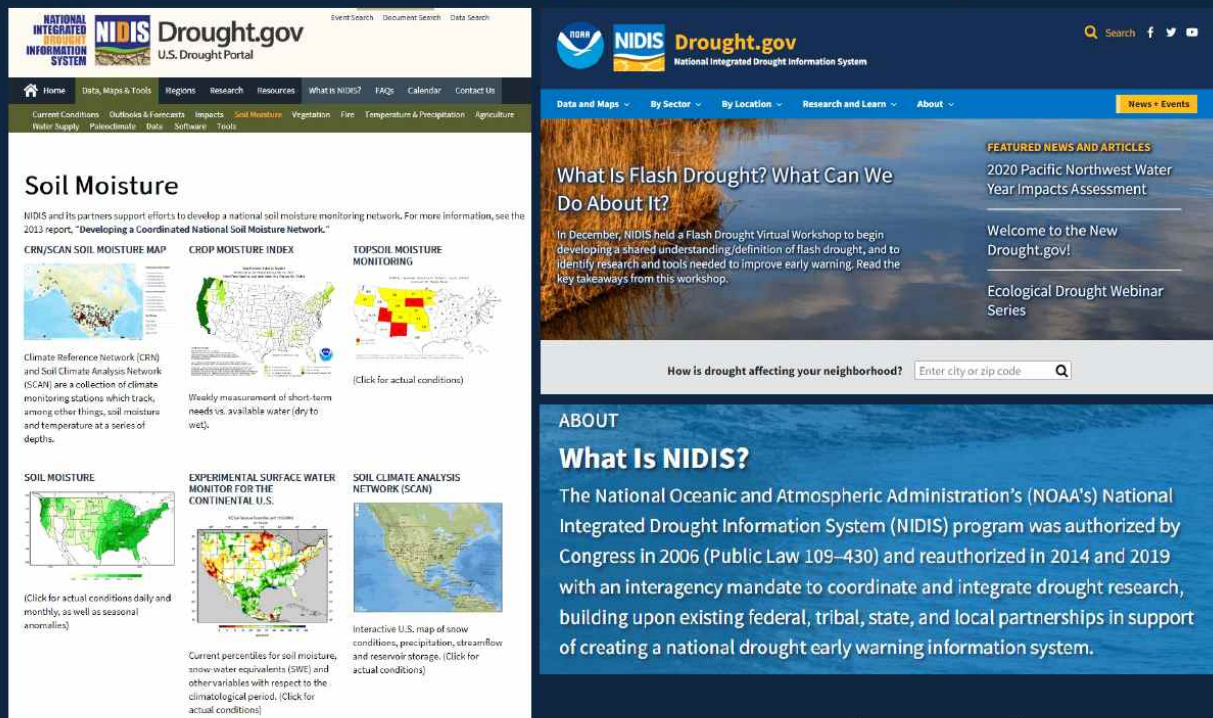 NATIONAL
INTEGRATED
DROUGHT
INFORMATION
SYSTEM
NIDIS
Drought.gov
U.S. Drought Portal
Event Search Document Search Data Search
Home Data, Maps & Tools Regions Research Resources What is NIDIS? FAQs Calendar Contact Us
Current Conditions Outlooks & Forecasts Impacts Soil Moisture Vegetation Fire Temperature & Precipitation Agriculture
Water Supply Paleoclimate Data Software Tools
Soil Moisture
NIDIS and its partners support efforts to develop a national soil moisture monitoring network. For more information, see the
2013 report, "Developing a Coordinated National Soil Moisture Network."
CRN/SCAN SOIL MOISTURE MAP
Climate Reference Network (CRN)
and Soil Climate Analysis Network
(SCAN) are a collection of climate
monitoring stations which track,
among other things, soil moisture
and temperature at a series of
depths.
CROP MOISTURE INDEX
Weekly measurement of short-term
needs vs. available water (dry to
wet).
TOPSOIL MOISTURE
MONITORING
(Click for actual conditions)
SOIL MOISTURE
(Click for actual conditions daily and
monthly, as well as seasonal
anomalies)
EXPERIMENTAL SURFACE WATER
MONITOR FOR THE
CONTINENTAL U.S.
Current percentiles for soil moisture,
snow-water equivalents (SWE) and
other variables with respect to the
climatological period. (Click for
actual conditions)
SOIL CLIMATE ANALYSIS
NETWORK (SCAN)
Interactive U.S. map of snow
conditions, precipitation, streamflow
and reservoir storage. (Click for
actual conditions)
NOAA
NIDIS
Drought.gov
National Integrated Drought Information System
Search
Data and Maps By Sector By Location Research and Learn About News + Events
What Is Flash Drought? What Can We
Do About It?
In December, NIDIS held a Flash Drought Virtual Workshop to begin
developing a shared understanding/definition of flash drought, and to
identify research and tools needed to improve early warning. Read the
key takeaways from this workshop.
FEATURED NEWS AND ARTICLES
2020 Pacific Northwest Water
Year Impacts Assessment
Welcome to the New
Drought.gov!
Ecological Drought Webinar
Series
How is drought affecting your neighborhood? Enter city or zip code
ABOUT
What Is NIDIS?
The National Oceanic and Atmospheric Administration's (NOAA's) National
Integrated Drought Information System (NIDIS) program was authorized by
Congress in 2006 (Public Law 109–430) and reauthorized in 2014 and 2019
with an interagency mandate to coordinate and integrate drought research,
building upon existing federal, tribal, state, and local partnerships in support
of creating a national drought early warning information system.